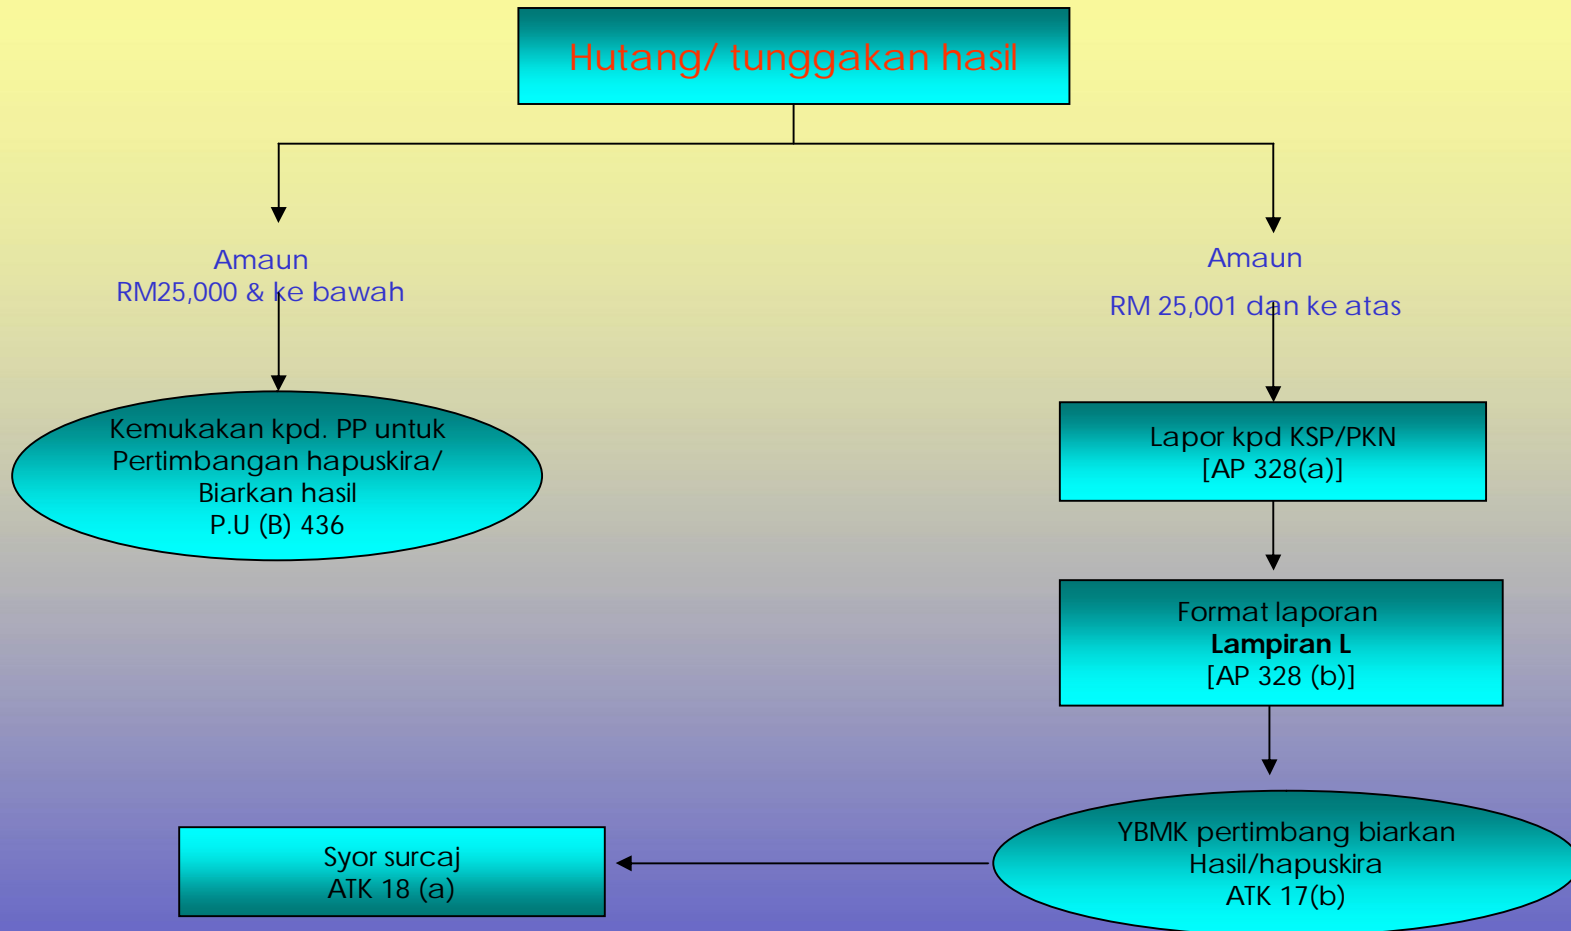 Hutang/ tunggakan hasil
Amaun
RM25,000 & ke bawah
Kemukakan kpd. PP untuk
Pertimbangan hapuskira/
Biarkan hasil
P.U (B) 436
Amaun
RM 25,001 dan ke atas
Lapor kpd KSP/PKN
[AP 328(a)]
Format laporan
Lampiran L
[AP 328 (b)]
YBMK pertimbang biarkan
Hasil/hapuskira
ATK 17(b)
Syor surcaj
ATK 18 (a)